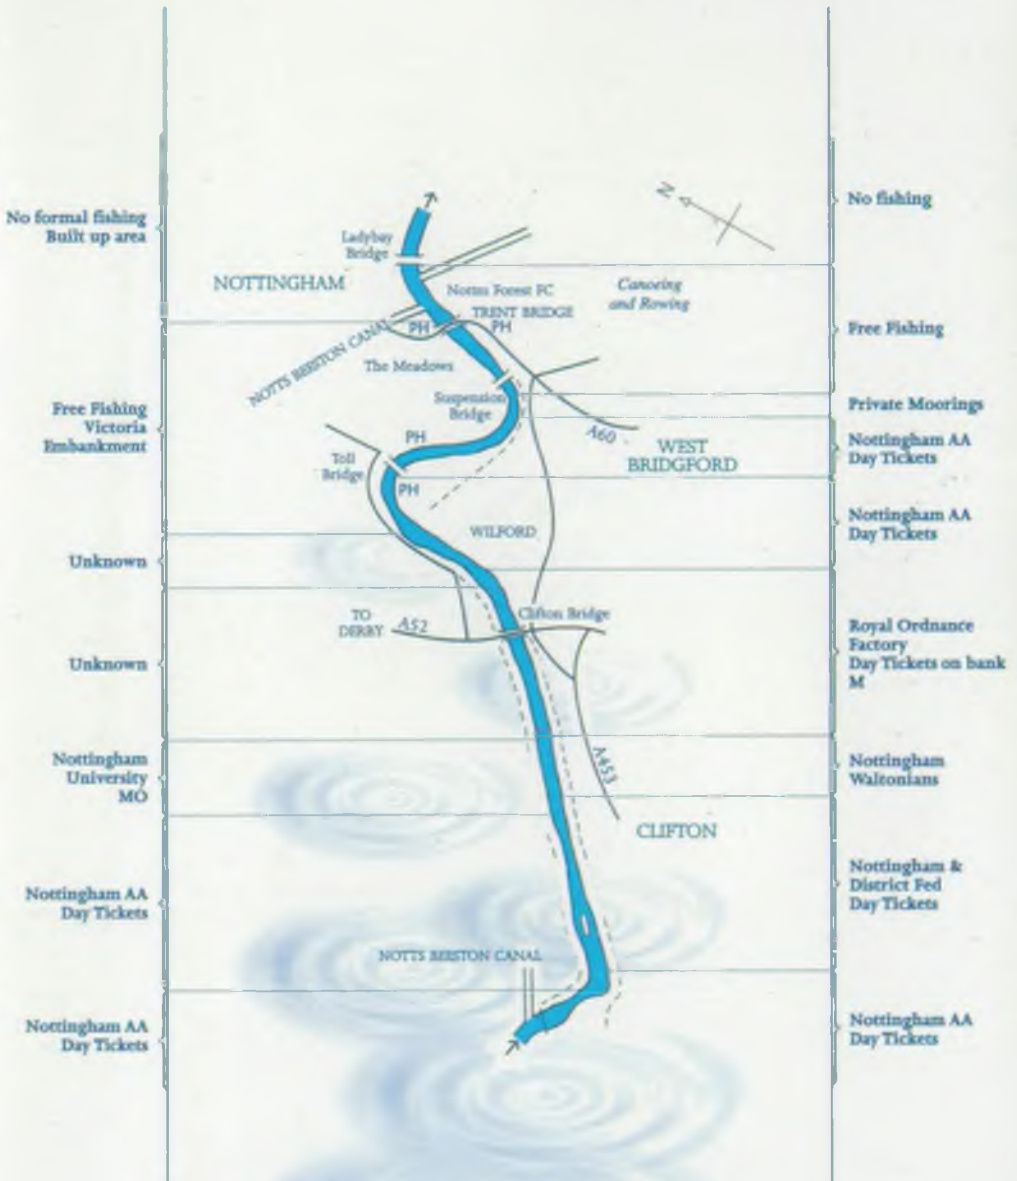 No formal fishing
Built up area
Free Fishing
Victoria
Embankment
Unknown
Unknown
Nottingham
University
MO
Nottingham AA
Day Tickets
Nottingham AA
Day Tickets
N
Ladybay
Bridge
NOTTINGHAM
Notts Forest FC
Canoeing
and Rowing
TRENT BRIDGE
PH
PH
NOTTS BEESTON CANAL
The Meadows
Suspension
Bridge
A60
WEST
BRIDGFORD
PH
Toll
Bridge
PH
WILFORD
TO
DERBY
A52
Clifton Bridge
A453
CLIFTON
NOTTS BEESTON CANAL
No fishing
Free Fishing
Private Moorings
Nottingham AA
Day Tickets
Nottingham AA
Day Tickets
Royal Ordnance
Factory
Day Tickets on bank
M
Nottingham
Waltonians
Nottingham &
District Fed
Day Tickets
Nottingham AA
Day Tickets